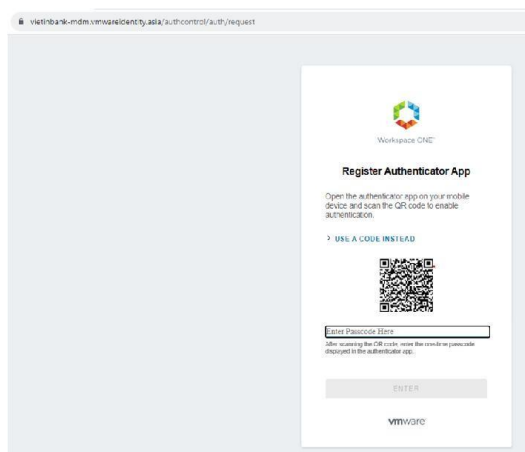 vietinbank-mdm.vmwareidentity.asia/authcontrol/auth/request
Workspace ONE™
Register Authenticator App
Open the authenticator app on your mobile
device and scan the QR code to enable
authentication.
> USE A CODE INSTEAD
Enter Passcode Here
After scanning the QR code, enter the one-time passcode
displayed in the authenticator app.
ENTER
vmware